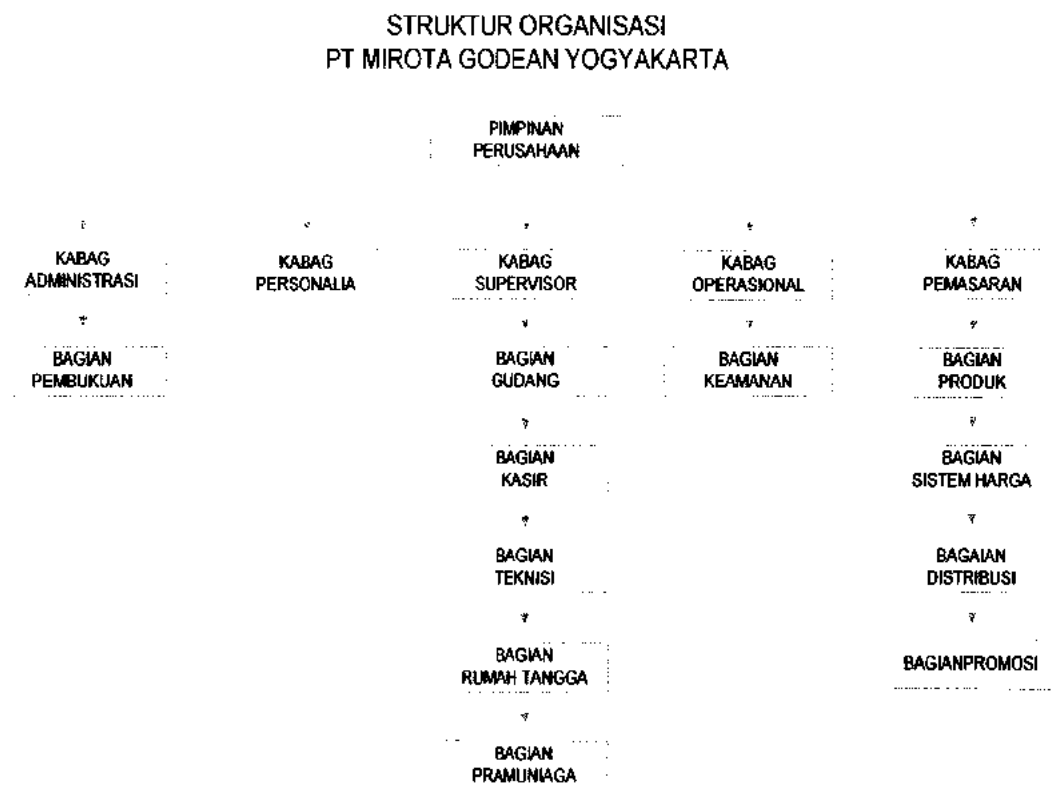 STRUKTUR ORGANISASI
PT MIROTA GODEAN YOGYAKARTA
PIMPINAN
PERUSAHAAN
KABAG
ADMINISTRASI
KABAG
PERSONALIA
KABAG
SUPERVISOR
KABAG
OPERASIONAL
KABAG
PEMASARAN
BAGIAN
PEMBUKUAN
BAGIAN
GUDANG
BAGIAN
KEAMANAN
BAGIAN
PRODUK
BAGIAN
KASIR
BAGIAN
SISTEM HARGA
BAGIAN
TEKNISI
BAGAIAN
DISTRIBUSI
BAGIAN
RUMAH TANGGA
BAGIANPROMOSI
BAGIAN
PRAMUNIAGA